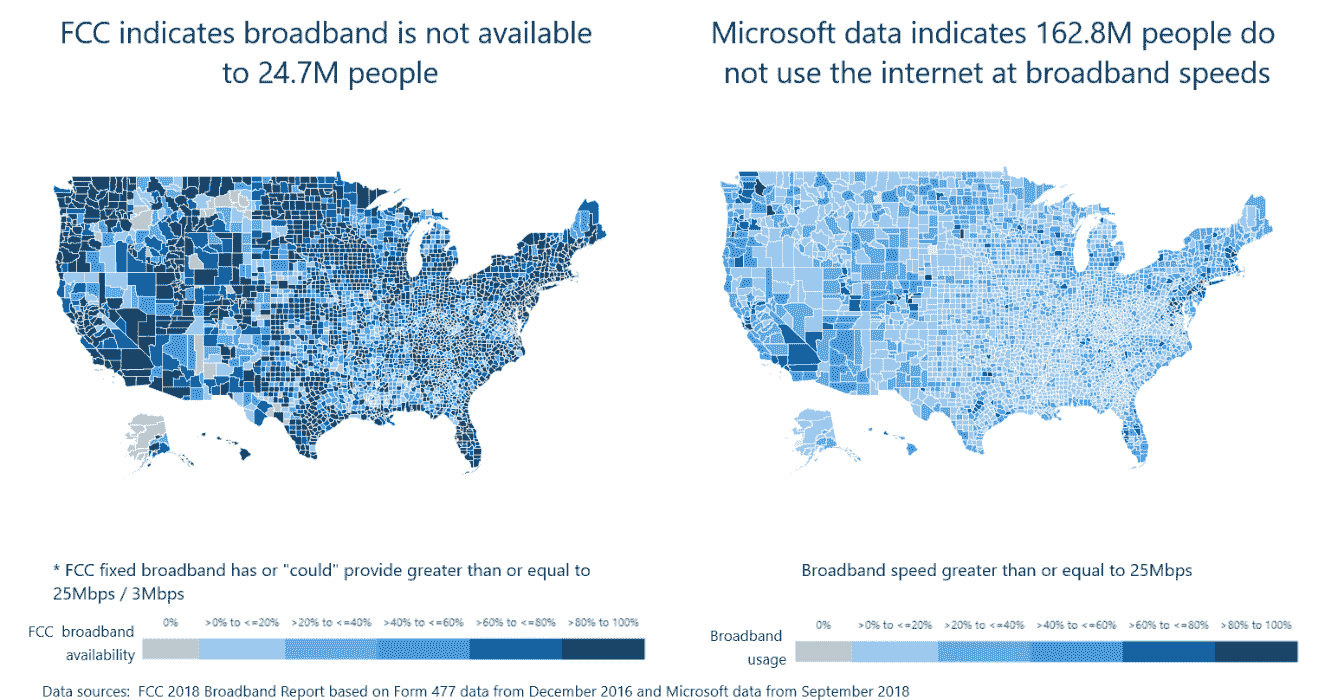 FCC indicates broadband is not available
to 24.7M people
Microsoft data indicates 162.8M people do
not use the internet at broadband speeds
* FCC fixed broadband has or "could" provide greater than or equal to
25Mbps / 3Mbps
FCC broadband
availability
0% >0% to <=20% >20% to <=40% >40% to <=60% >60% to <=80% >80% to 100%
Broadband speed greater than or equal to 25Mbps
Broadband
usage
0% >0% to <=20% >20% to <=40% >40% to <=60% >60% to <=80% >80% to 100%
Data sources: FCC 2018 Broadband Report based on Form 477 data from December 2016 and Microsoft data from September 2018